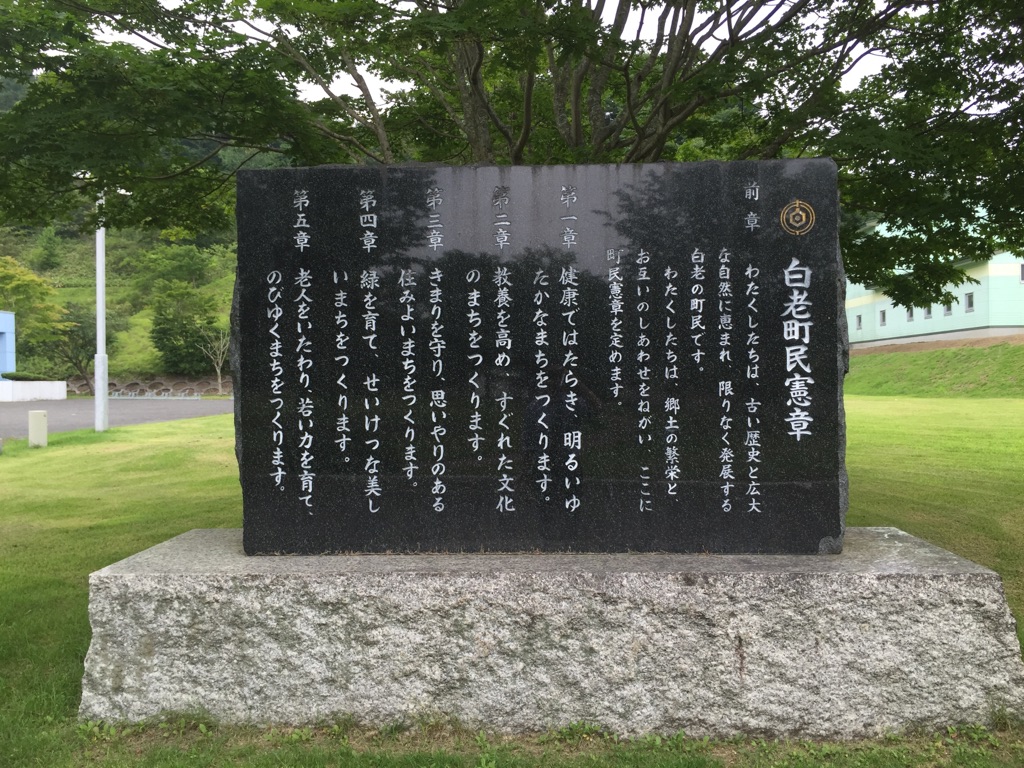 白老町民憲章
前章
わたくしたちは、古い歴史と広大
な自然に恵まれ、限りなく発展する
白老の町民です。
わたくしたちは、郷土の繁栄と、
お互いのしあわせをねがい、ここに
町民憲章を定めます。
第一章 健康ではたらき、明るいゆ
たかなまちをつくります。
第二章 教養を高め、すぐれた文化
のまちをつくります。
第三章 きまりを守り、思いやりのある
住みよいまちをつくります。
第四章 緑を育て、せいけつな美し
いまちをつくります。
第五章 老人をいたわり、若い力を育て、
のびゆくまちをつくります。